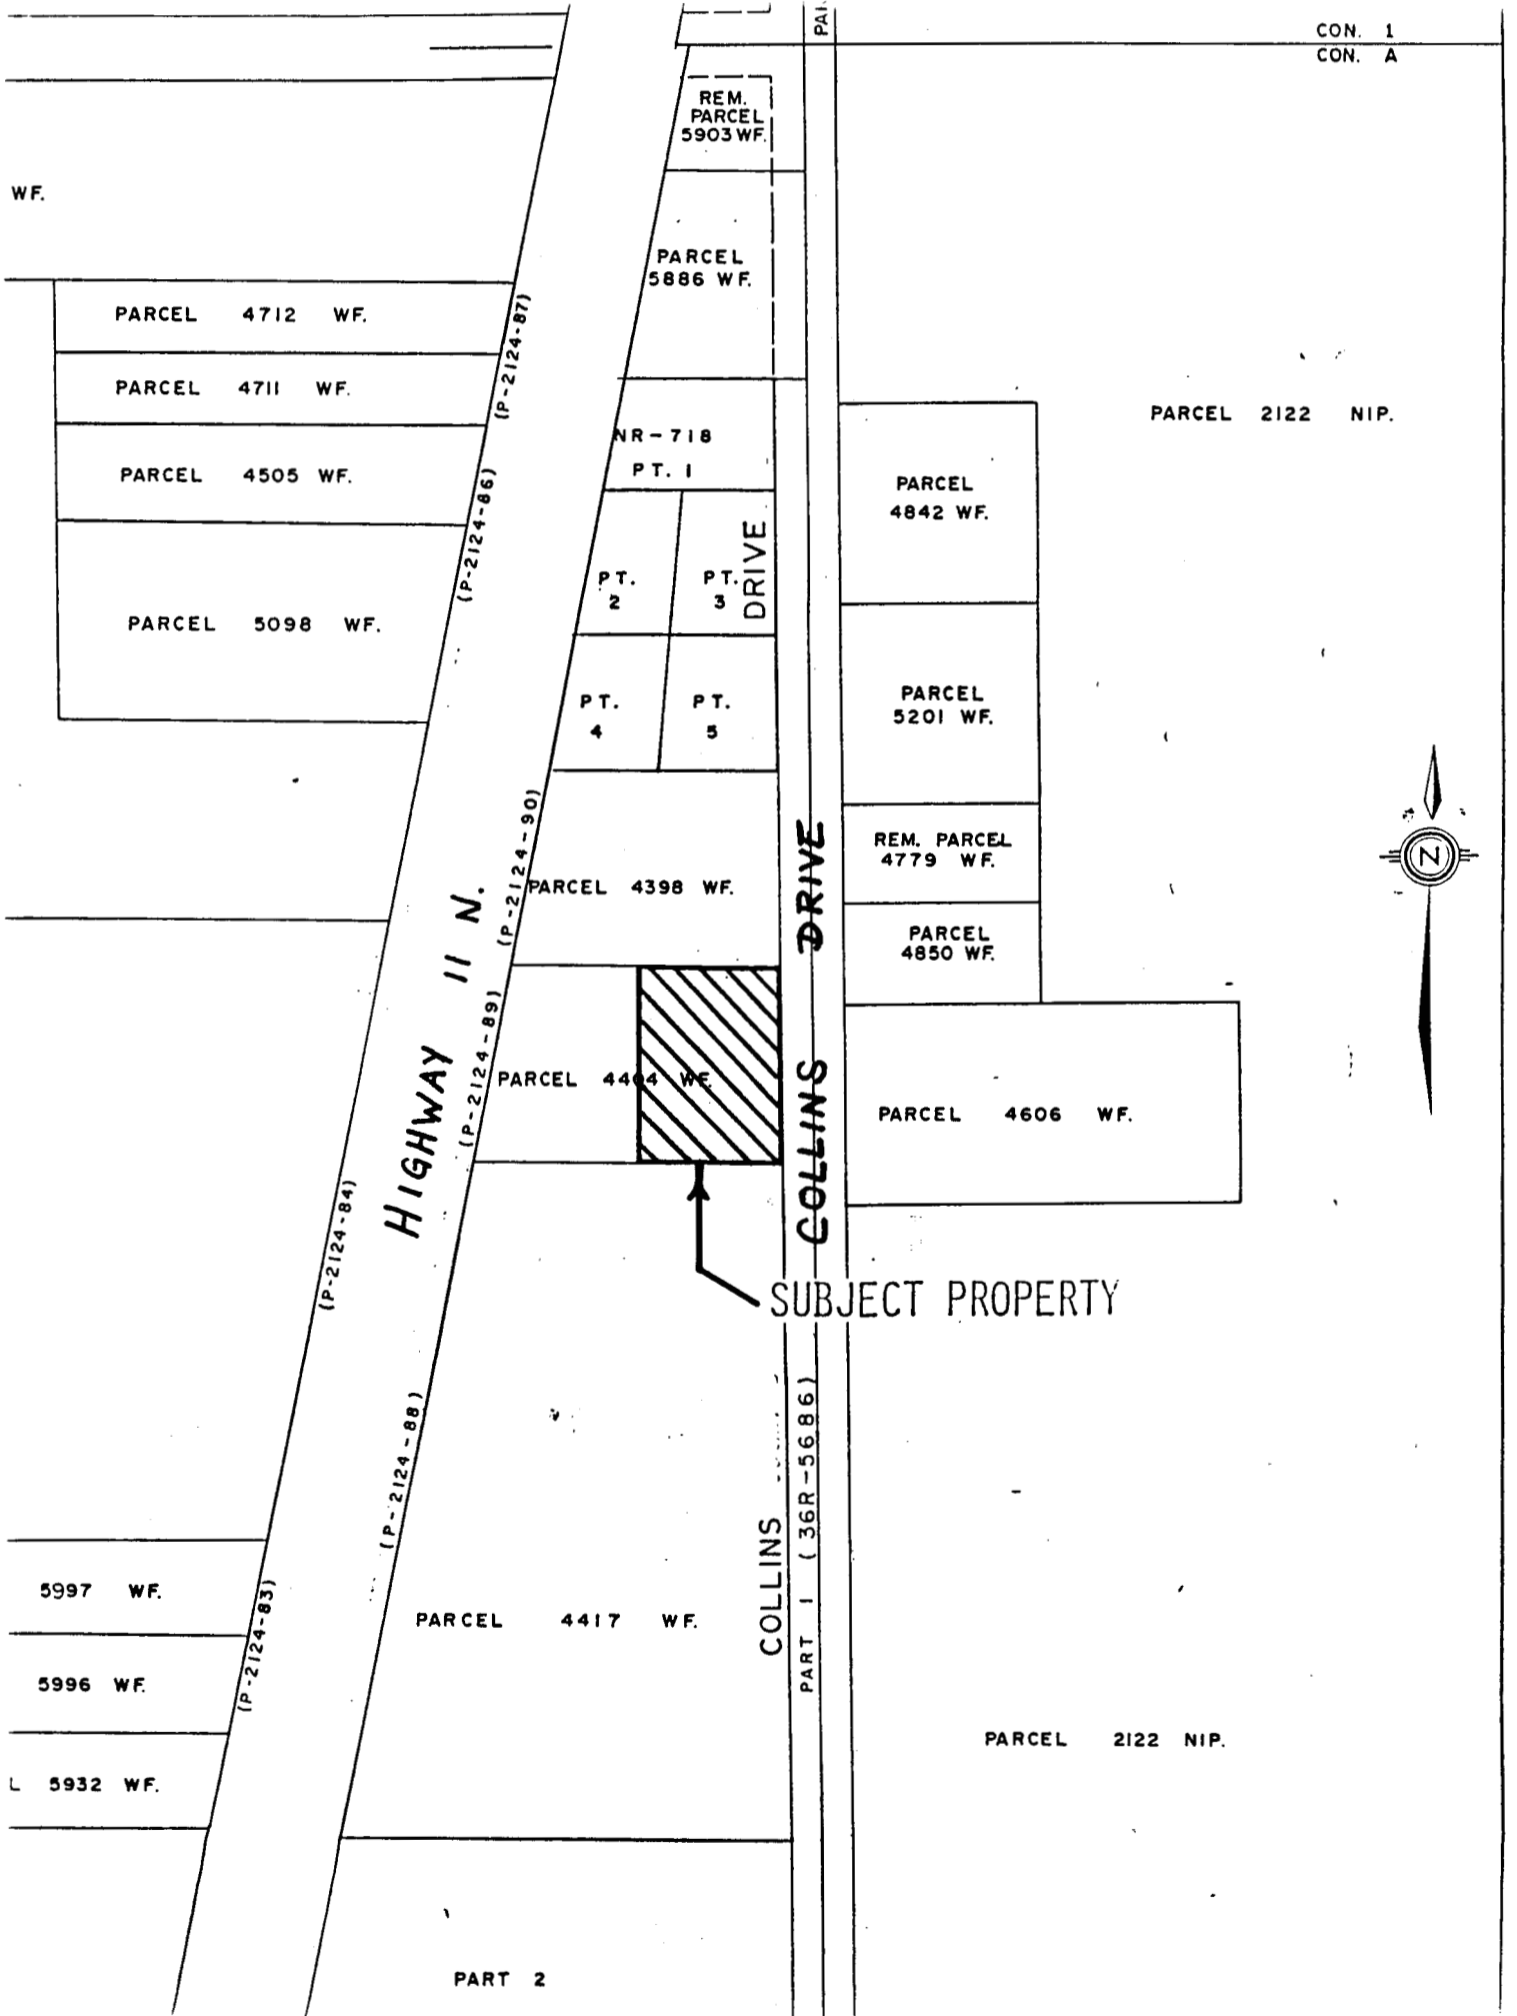 PAI
CON. 1
CON. A
REM.
PARCEL
5903 WF.
WF.
PARCEL
5886 WF.
PARCEL 4712 WF.
(P-2124-87)
PARCEL 4711 WF.
PARCEL 2122 NIP.
NR-718
PT. 1
PARCEL 4505 WF.
(P-2124-86)
PARCEL
4842 WF.
DRIVE
PT.
2
PT.
3
PARCEL 5098 WF.
PT.
4
PT.
5
PARCEL
5201 WF.
(P-2124-90)
REM. PARCEL
4779 WF.
N
PARCEL 4398 WF.
COLLINS DRIVE
PARCEL
4850 WF.
HIGHWAY 11 N.
(P-2124-89)
PARCEL 4404 WF.
PARCEL 4606 WF.
(P-2124-84)
SUBJECT PROPERTY
(P-2124-88)
PART 1 (36R-5686)
COLLINS
5997 WF.
(P-2124-83)
PARCEL 4417 WF.
5996 WF.
PARCEL 2122 NIP.
L 5932 WF.
PART 2